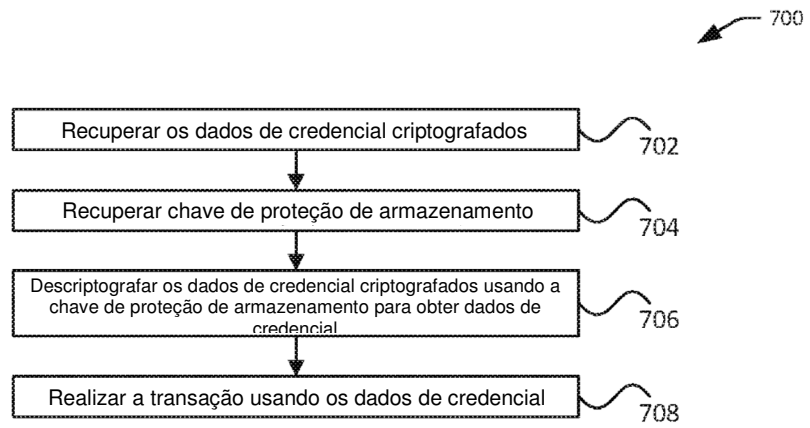 700
Recuperar os dados de credencial criptografados
702
Recuperar chave de proteção de armazenamento
704
Descriptografar os dados de credencial criptografados usando a
chave de proteção de armazenamento para obter dados de
credencial
706
Realizar a transação usando os dados de credencial
708